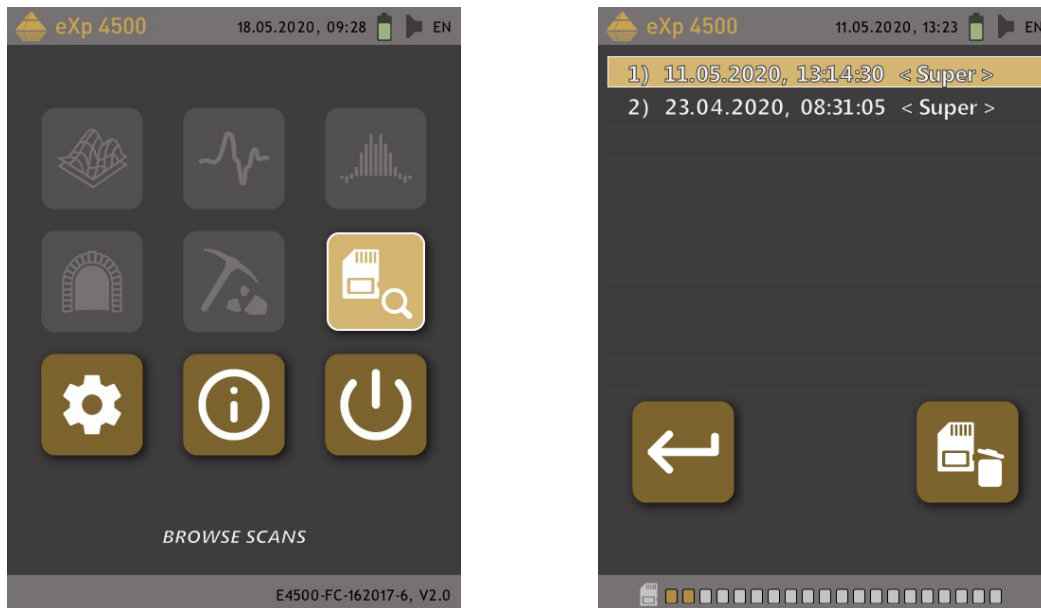 eXp 4500 18.05.2020, 09:28 EN
BROWSE SCANS
E4500-FC-162017-6, V2.0
eXp 4500 11.05.2020, 13:23 EN
1) 11.05.2020, 13:14:30 < Super >
2) 23.04.2020, 08:31:05 < Super >